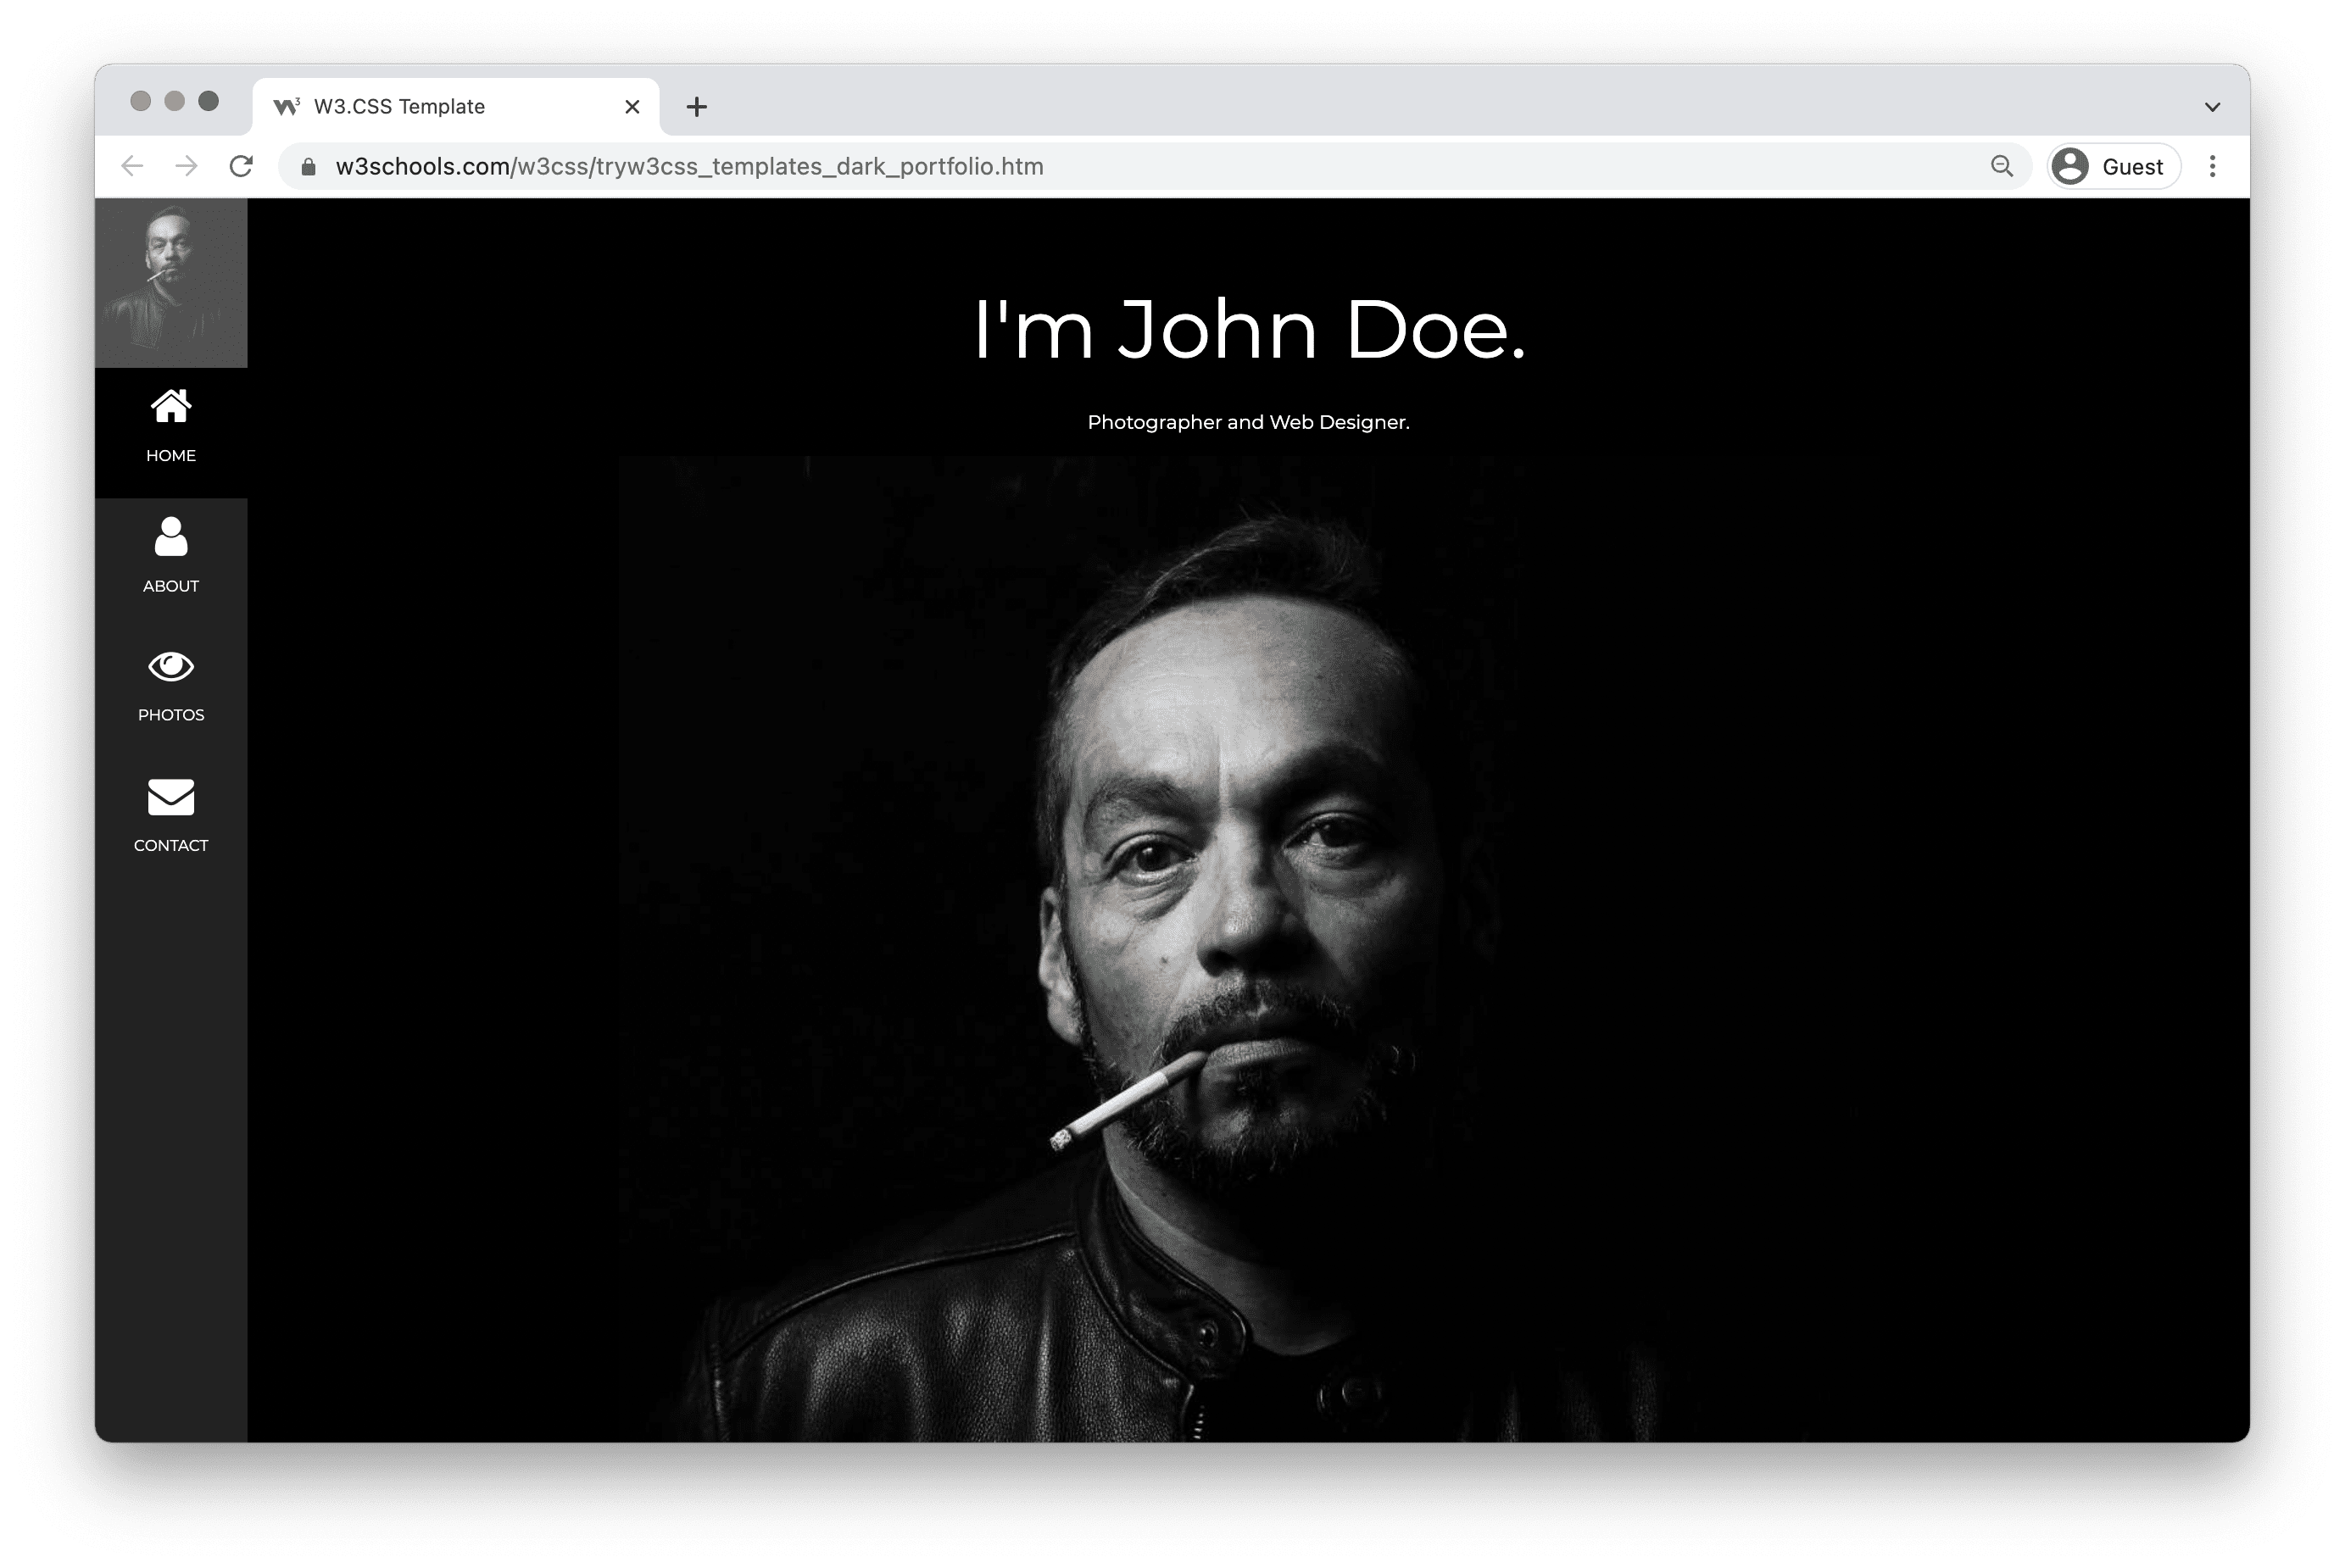 W3.CSS Template
w3schools.com/w3css/tryw3css_templates_dark_portfolio.htm
Guest
I'm John Doe.
Photographer and Web Designer.
HOME
ABOUT
PHOTOS
CONTACT